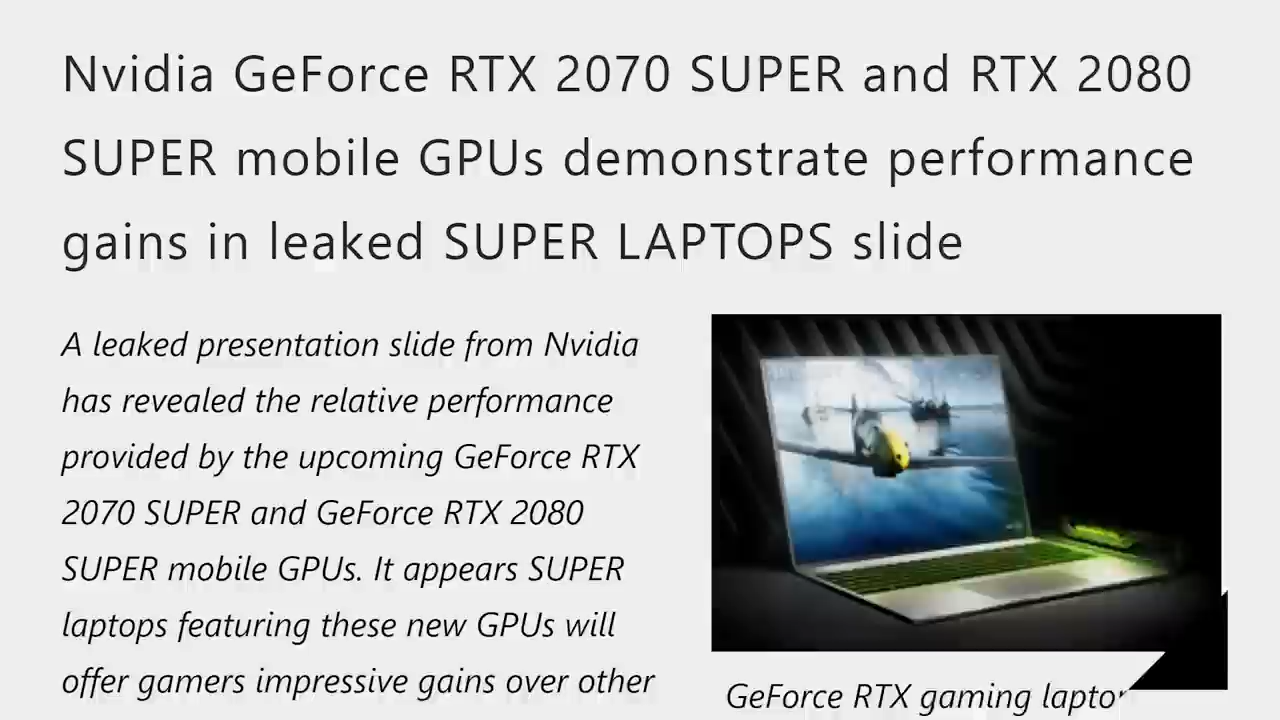 Nvidia GeForce RTX 2070 SUPER and RTX 2080
SUPER mobile GPUs demonstrate performance
gains in leaked SUPER LAPTOPS slide
A leaked presentation slide from Nvidia
has revealed the relative performance
provided by the upcoming GeForce RTX
2070 SUPER and GeForce RTX 2080
SUPER mobile GPUs. It appears SUPER
laptops featuring these new GPUs will
offer gamers impressive gains over other
GeForce RTX gaming